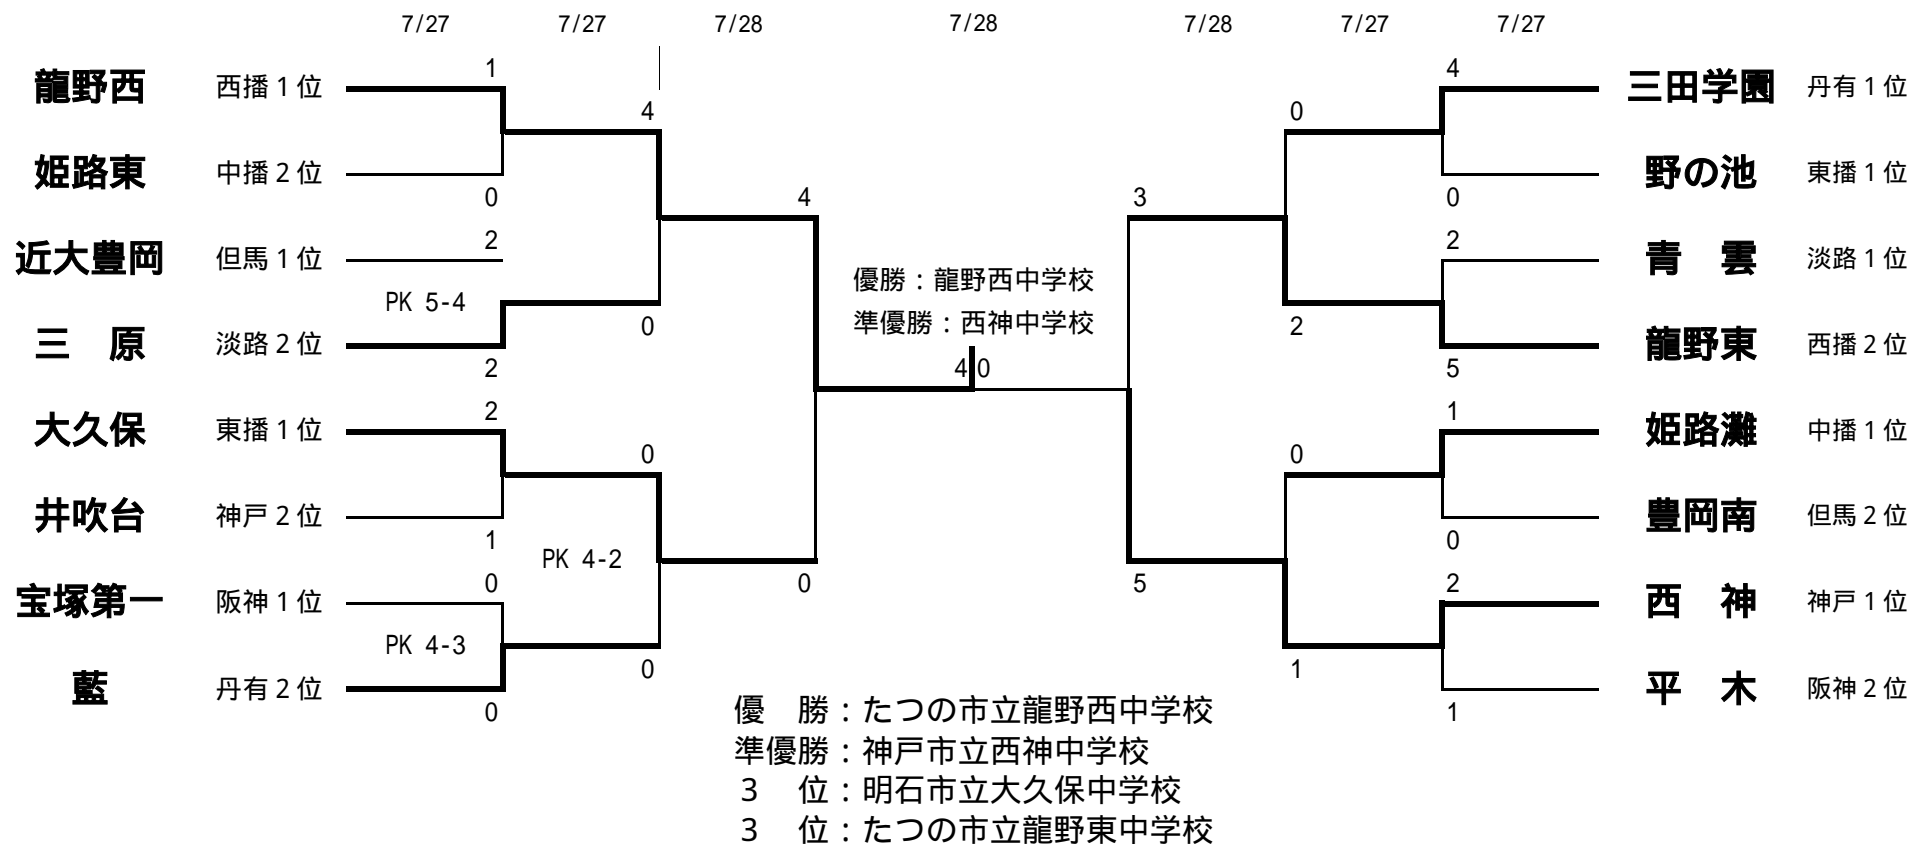 7/27 7/27 7/28 7/28 7/28 7/27 7/27
1 4
龍野西 西播1位 三田学園 丹有1位
4 0
姫路東 中播2位 野の池 東播1位
0 4 3 0
2 2
近大豊岡 但馬1位 青 雲 淡路1位
優勝：龍野西中学校
PK 5-4
0 準優勝：西神中学校 2
三 原 淡路2位 龍野東 西播2位
2 4 0 5
2 1
大久保 東播1位 姫路灘 中播1位
0 0
井吹台 神戸2位 豊岡南 但馬2位
1 0
PK 4-2
0 0 5 2
宝塚第一 阪神1位 西 神 神戸1位
PK 4-3
0 1
藍 丹有2位 平 木 阪神2位
0 1
優 勝：たつの市立龍野西中学校
準優勝：神戸市立西神中学校
3 位：明石市立大久保中学校
3 位：たつの市立龍野東中学校